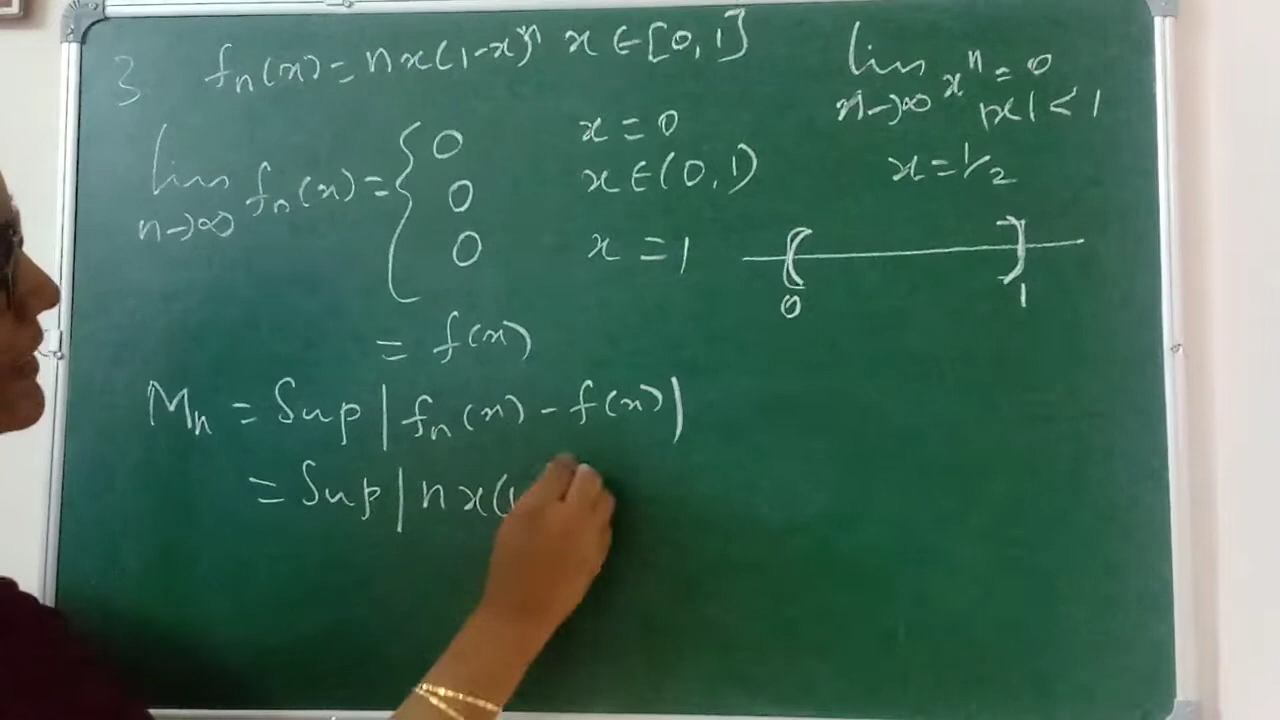 3 fₙ(x) = nx(1-x)ⁿ x ∈ [0, 1]
lim n→∞ xⁿ = 0 |x| < 1
x = 1/2
lim n→∞ fₙ(x) = { 0 x = 0
0 x ∈ (0, 1)
0 x = 1
0 1
= f(x)
Mₙ = Sup | fₙ(x) - f(x) |
= Sup | n x (